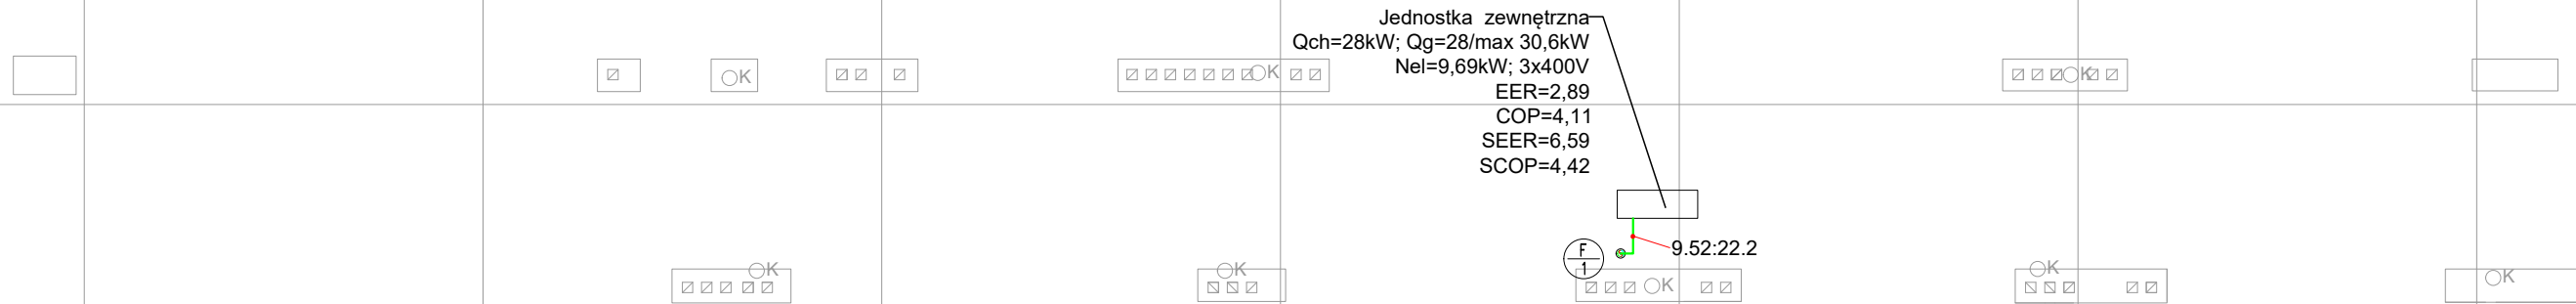 Jednostka zewnętrzna
Qch=28kW; Qg=28/max 30,6kW
Nel=9,69kW; 3x400V
EER=2,89
COP=4,11
SEER=6,59
SCOP=4,42
K
K
K
9.52:22.2
F
1
K
K
K
K
K